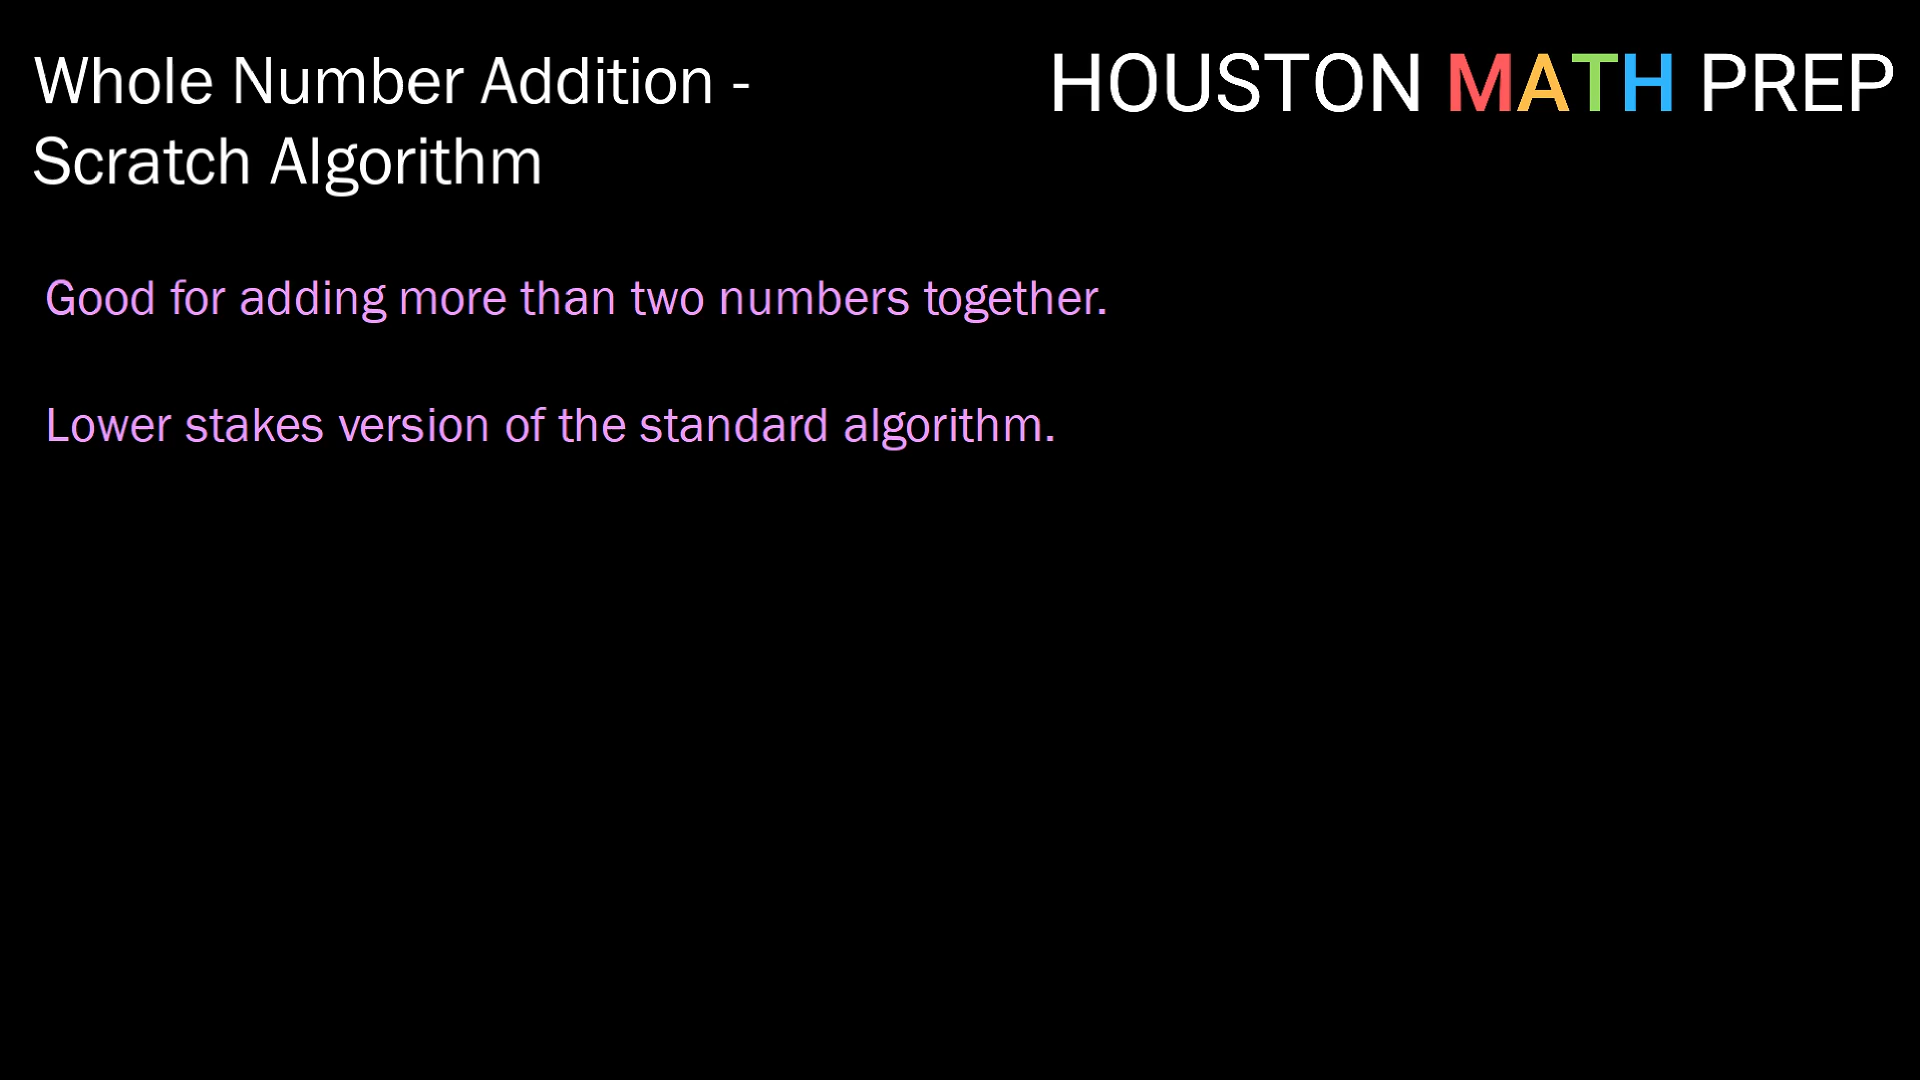 Whole Number Addition -
Scratch Algorithm
HOUSTON MATH PREP
Good for adding more than two numbers together.
Lower stakes version of the standard algorithm.